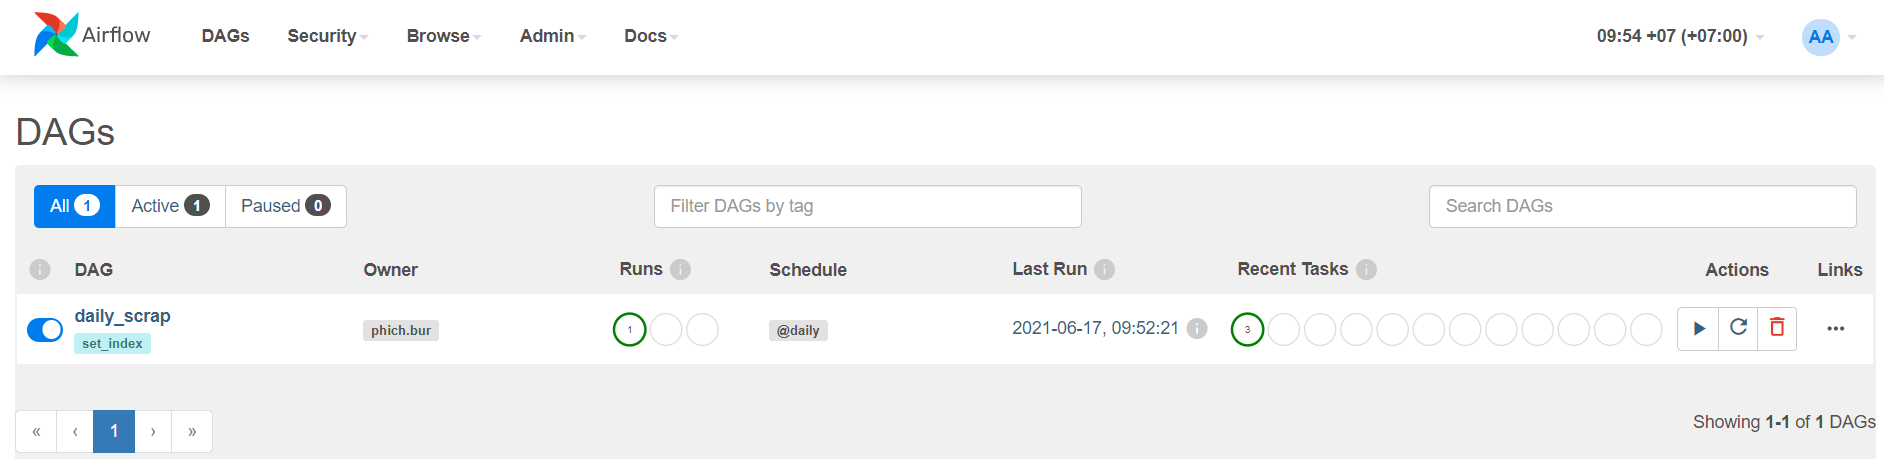 Airflow DAGs Security Browse Admin Docs 09:54 +07 (+07:00) AA
DAGs
All 1 Active 1 Paused 0 Filter DAGs by tag Search DAGs
i DAG Owner Runs i Schedule Last Run i Recent Tasks i Actions Links
daily_scrap
set_index phich.bur 1 @daily 2021-06-17, 09:52:21 i 3
« ‹ 1 › » Showing 1-1 of 1 DAGs